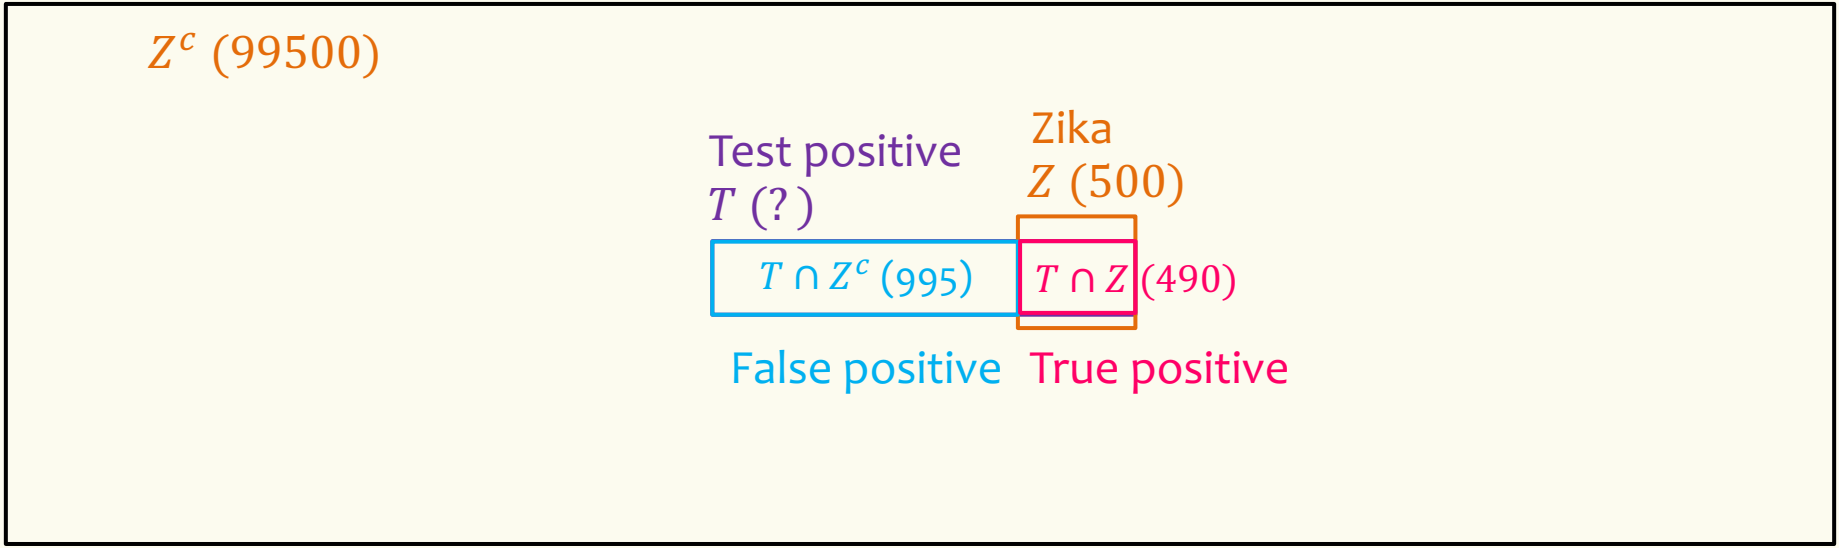 Zᶜ (99500)
Test positive
T (?)
Zika
Z (500)
T ∩ Zᶜ (995)
T ∩ Z (490)
False positive
True positive